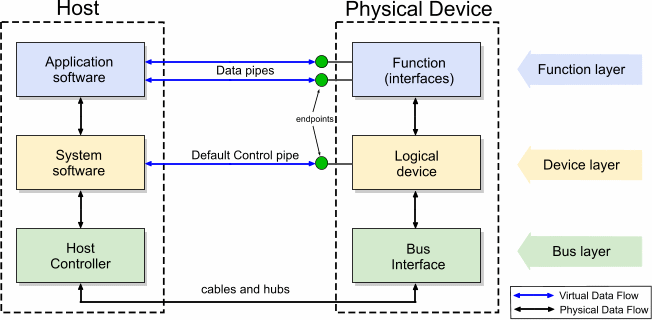 Host
Physical Device
Application
software
Data pipes
Function
(interfaces)
Function layer
endpoints
System
software
Default Control pipe
Logical
device
Device layer
Host
Controller
Bus
Interface
Bus layer
cables and hubs
Virtual Data Flow
Physical Data Flow